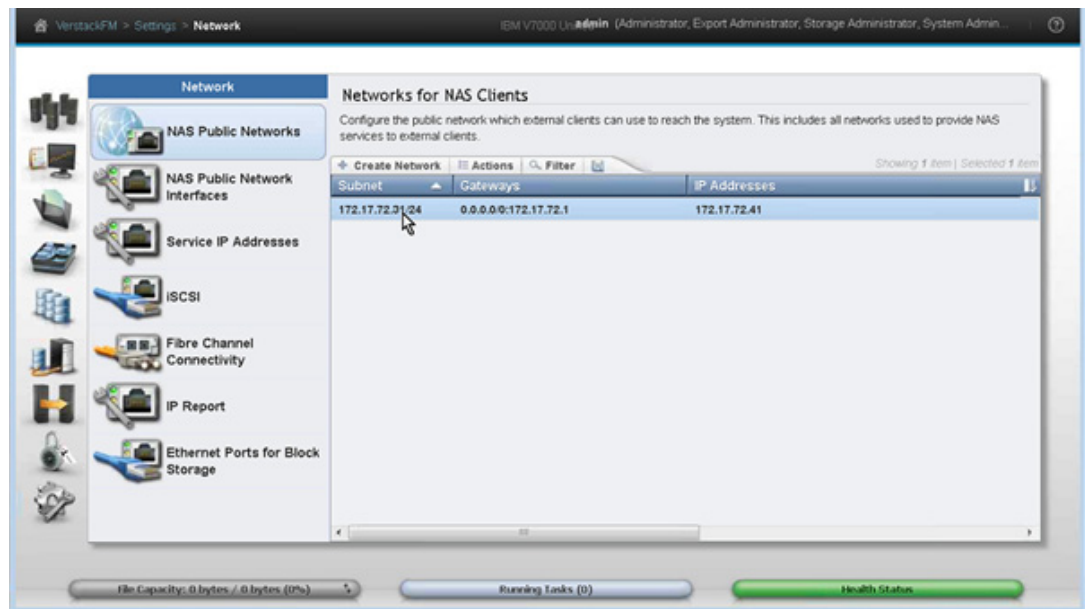 VerstackFM > Settings > Network
IBM V7000 Un admin (Administrator, Export Administrator, Storage Administrator, System Admin...
Network
NAS Public Networks
NAS Public Network
Interfaces
Service IP Addresses
iSCSI
Fibre Channel
Connectivity
IP Report
Ethernet Ports for Block
Storage
Networks for NAS Clients
Configure the public network which external clients can use to reach the system. This includes all networks used to provide NAS
services to external clients.
Create Network Actions Filter
Showing 1 item | Selected 1 item
Subnet Gateways IP Addresses
172.17.72.31/24 0.0.0.0/0:172.17.72.1 172.17.72.41
File Capacity: 0 bytes / 0 bytes (0%)
Running Tasks (0)
Health Status